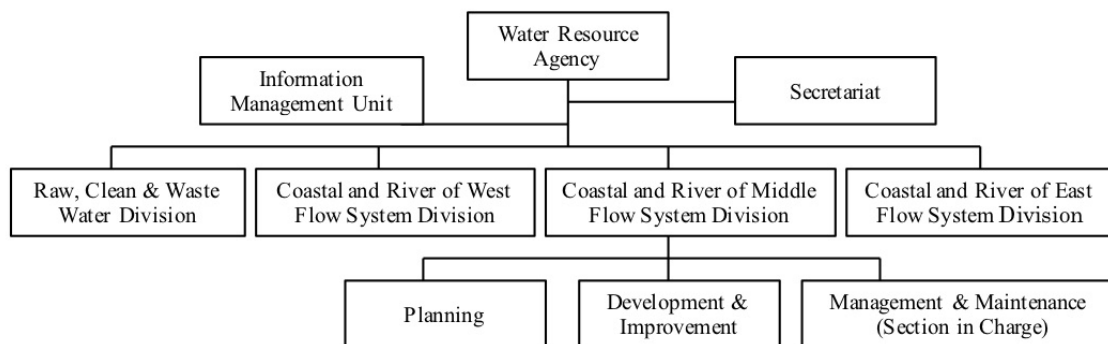 Water Resource
Agency
Information
Management Unit
Secretariat
Raw, Clean & Waste
Water Division
Coastal and River of West
Flow System Division
Coastal and River of Middle
Flow System Division
Coastal and River of East
Flow System Division
Planning
Development &
Improvement
Management & Maintenance
(Section in Charge)